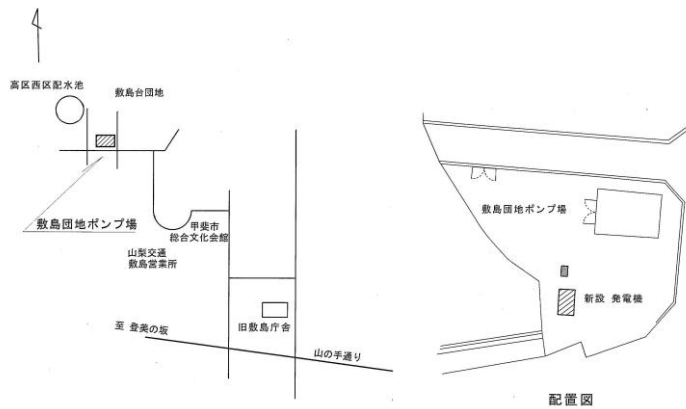 高区西区配水池
敷島台団地
敷島団地ポンプ場
甲斐市
総合文化会館
山梨交通
敷島営業所
旧敷島庁舎
至 登美の坂
山の手通り
敷島団地ポンプ場
新設 発電機
配置図